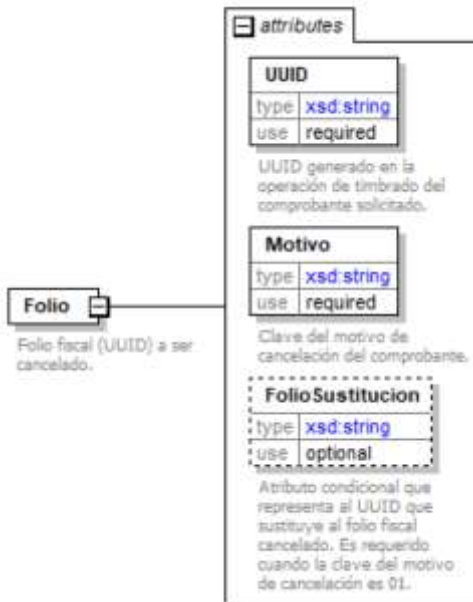 attributes
UUID
type xsd:string
use required
UUID generado en la
operación de timbrado del
comprobante solicitado.
Motivo
type xsd:string
use required
Clave del motivo de
cancelación del comprobante.
Folio
Folio fiscal (UUID) a ser
cancelado.
FolioSustitucion
type xsd:string
use optional
Atributo condicional que
representa al UUID que
sustituye al folio fiscal
cancelado. Es requerido
cuando la clave del motivo
de cancelación es 01.